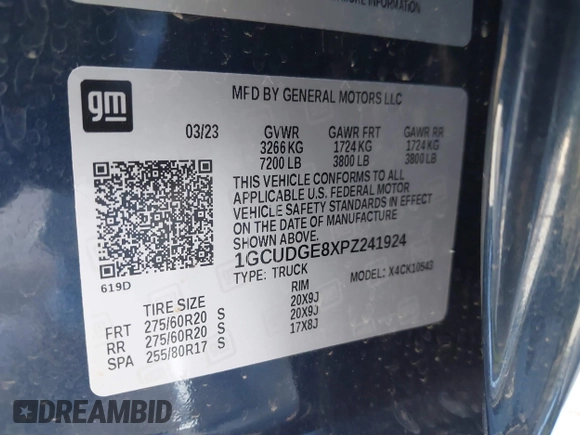 INFORMATION
gm
MFD BY GENERAL MOTORS LLC
03/23 GVWR GAWR FRT GAWR RR
3266 KG 1724 KG 1724 KG
7200 LB 3800 LB 3800 LB
THIS VEHICLE CONFORMS TO ALL
APPLICABLE U.S. FEDERAL MOTOR
VEHICLE SAFETY STANDARDS IN EFFECT
ON THE DATE OF MANUFACTURE
SHOWN ABOVE.
1GCUDGE8XPZ241924
619D
TYPE: TRUCK MODEL: X4CK10543
TIRE SIZE RIM
FRT 275/60R20 S 20X9J
RR 275/60R20 S 20X9J
SPA 255/80R17 S 17X8J
DREAMBID